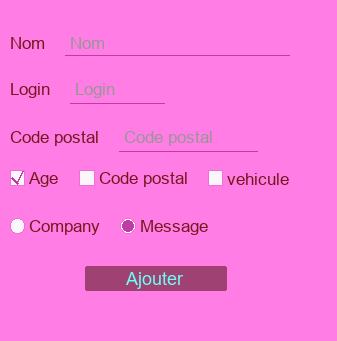 Nom Nom
Login Login
Code postal Code postal
Age Code postal vehicule
Company Message
Ajouter